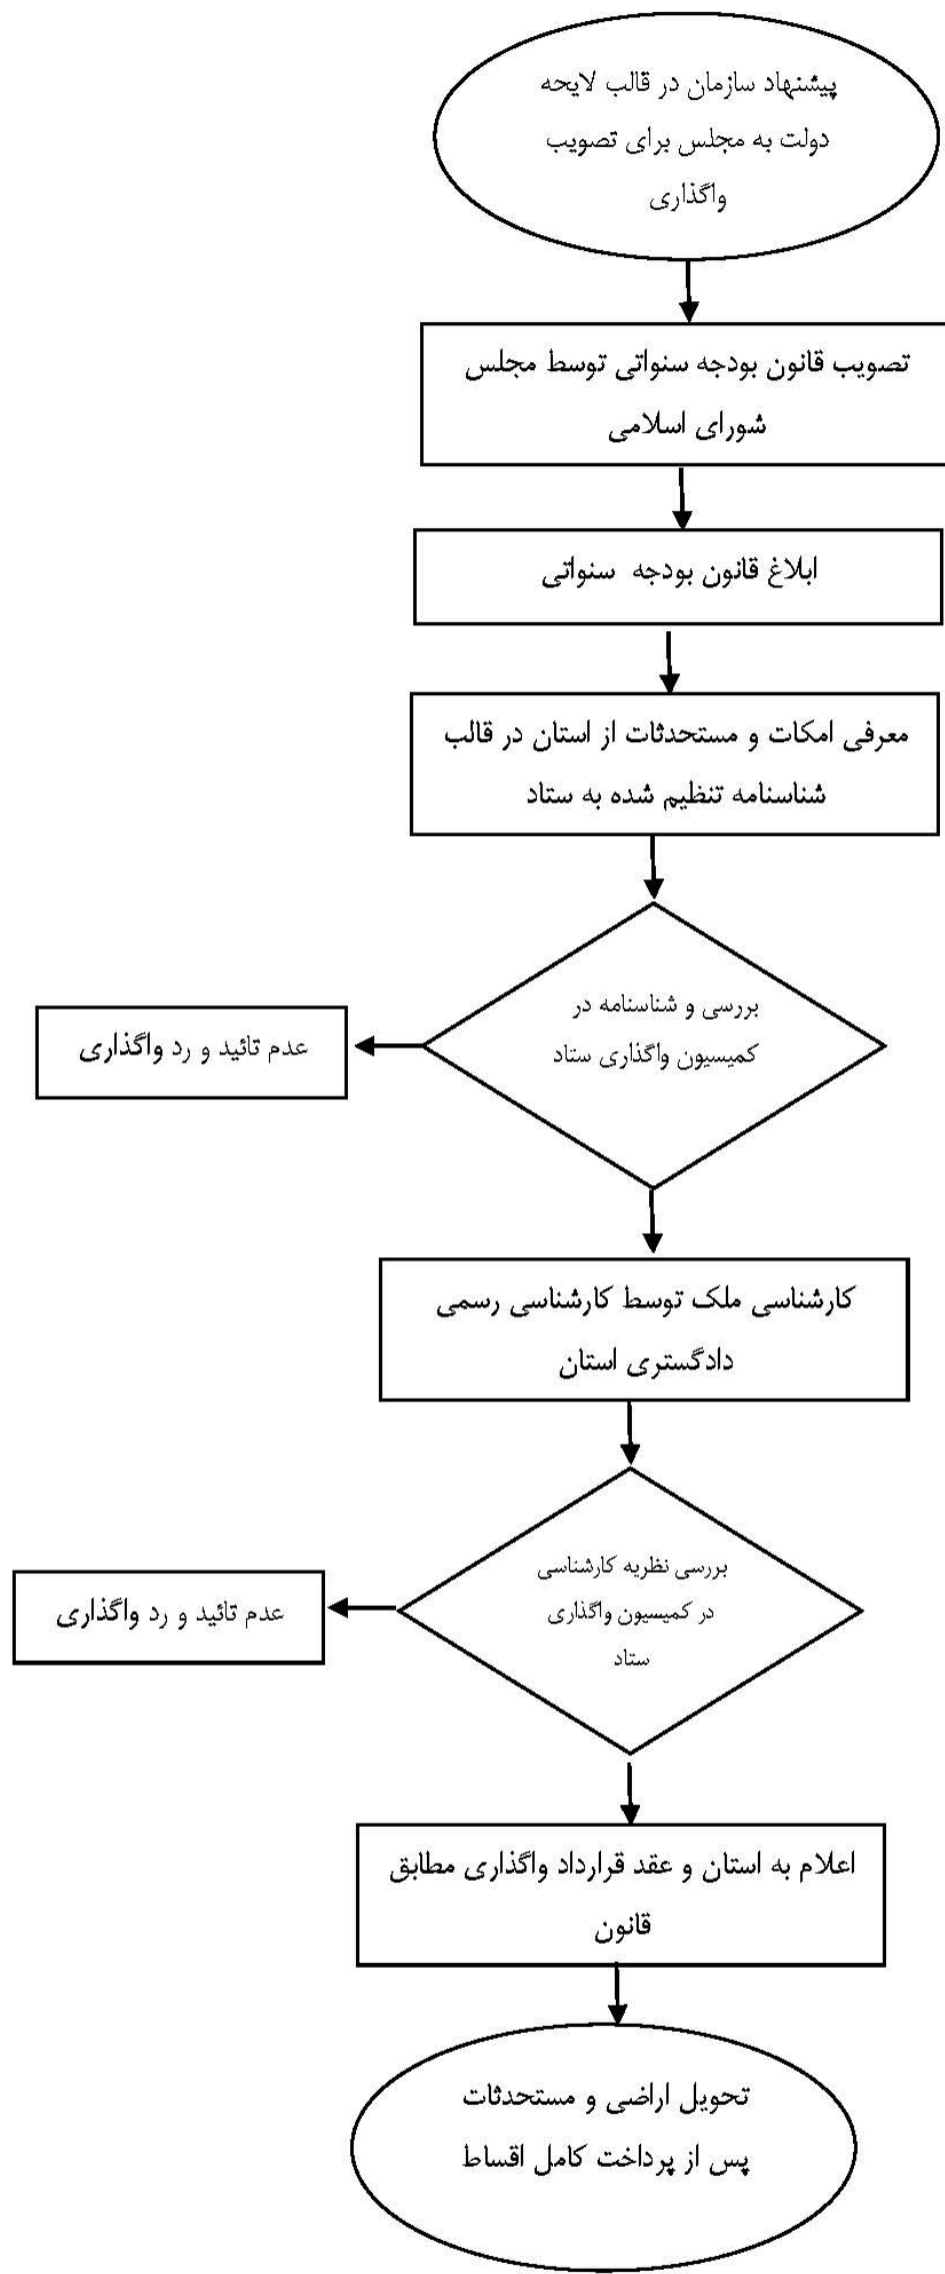 پیشنهاد سازمان در قالب لایحه
دولت به مجلس برای تصویب
واگذاری
تصویب قانون بودجه سنواتی توسط مجلس
شورای اسلامی
ابلاغ قانون بودجه سنواتی
معرفی امکات و مستحدثات از استان در قالب
شناسنامه تنظیم شده به ستاد
بررسی و شناسنامه در
کمیسیون واگذاری ستاد
عدم تائید و رد واگذاری
کارشناسی ملک توسط کارشناسی رسمی
دادگستری استان
بررسی نظریه کارشناسی
در کمیسیون واگذاری
ستاد
عدم تائید و رد واگذاری
اعلام به استان و عقد قرارداد واگذاری مطابق
قانون
تحویل اراضی و مستحدثات
پس از پرداخت کامل اقساط